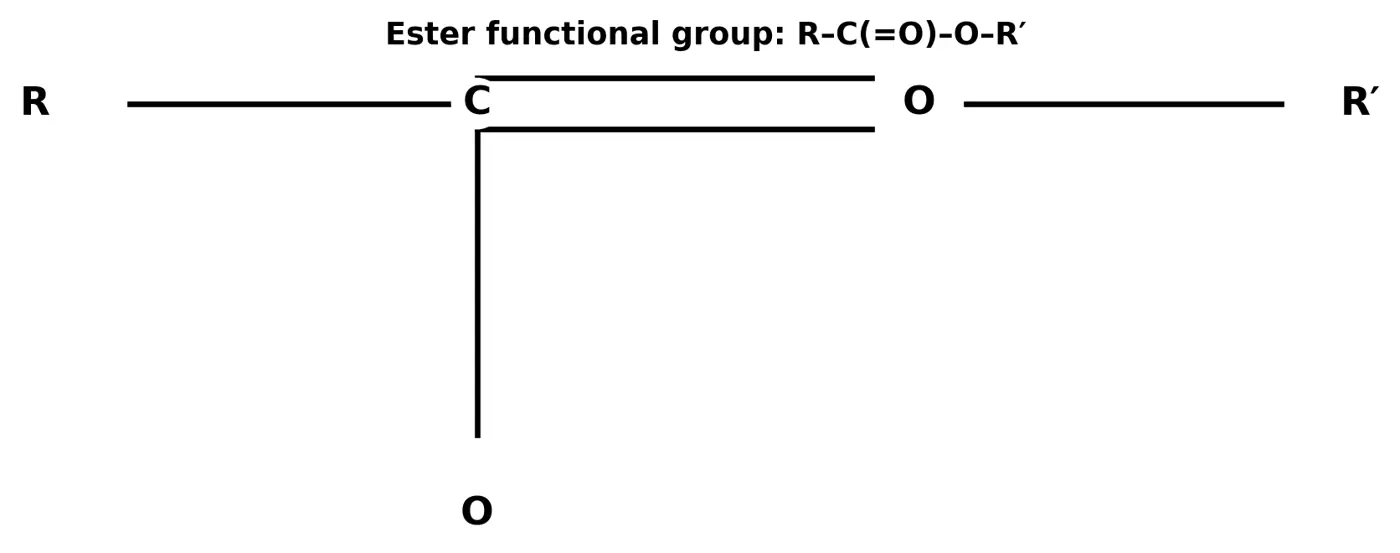 Ester functional group: R–C(=O)–O–R′
R C O R′
O